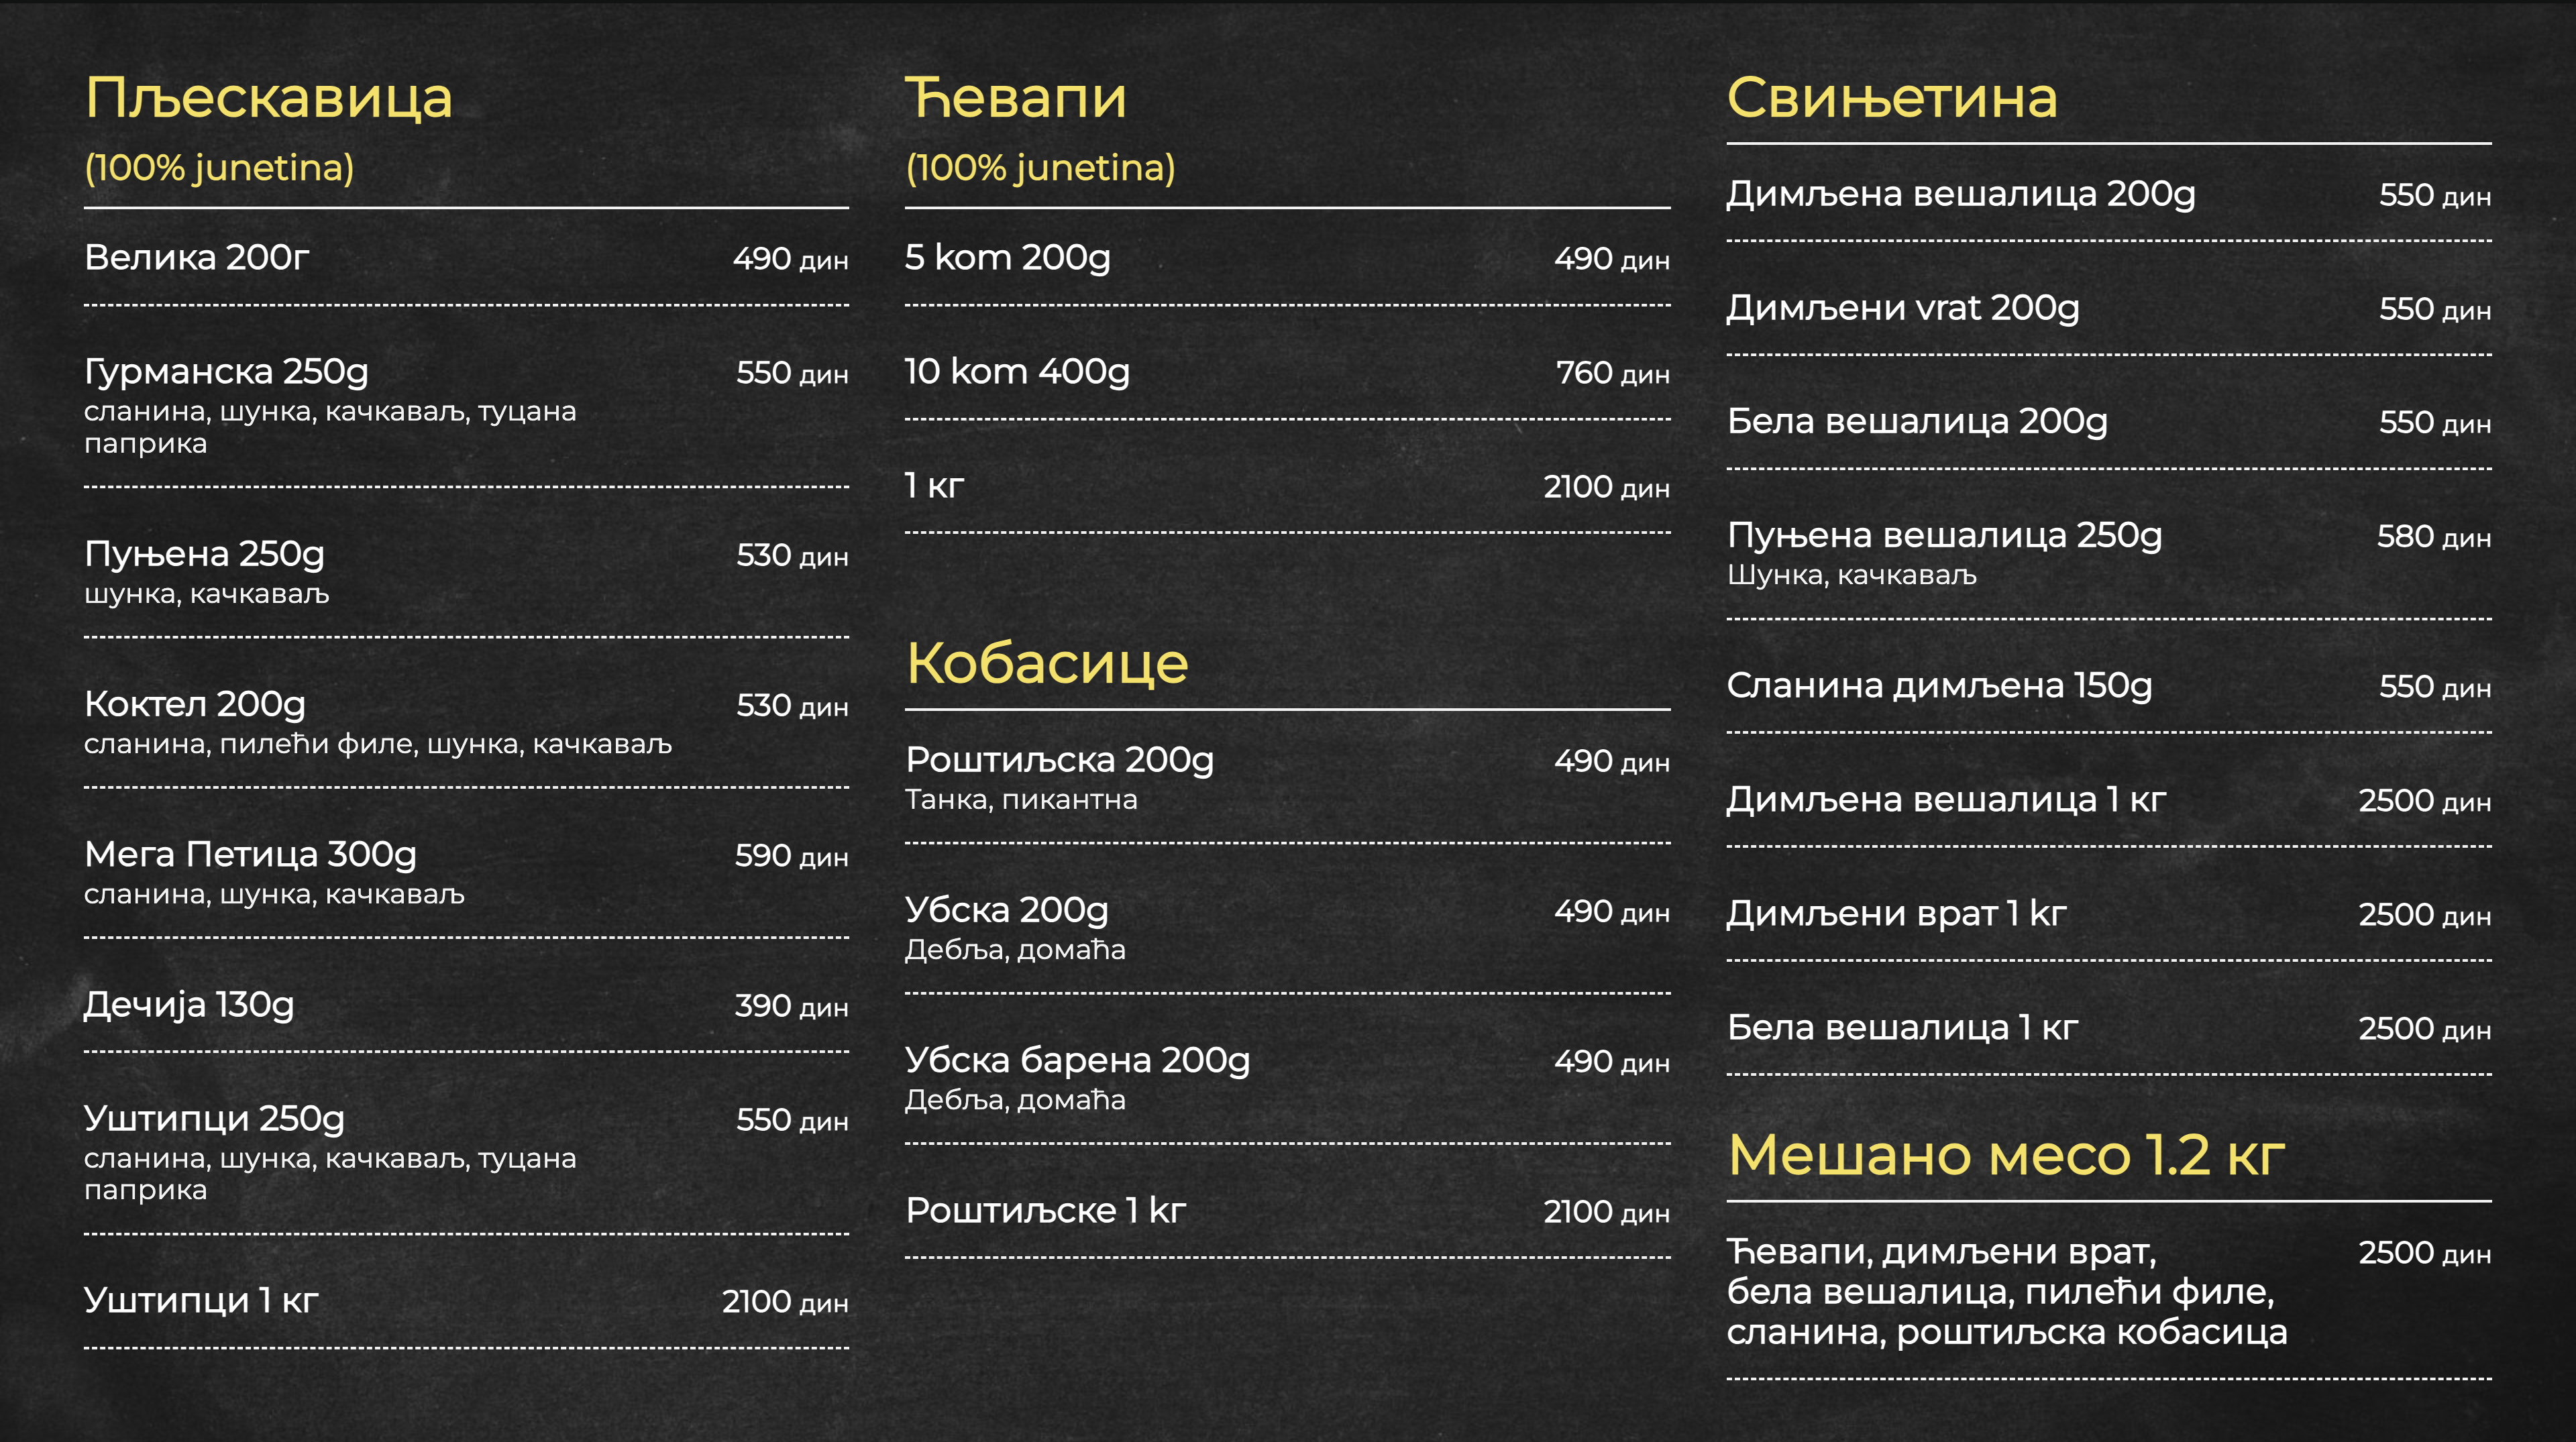 Пљескавица
(100% junetina)
Велика 200г 490 дин
Гурманска 250g 550 дин
сланина, шунка, качкаваљ, туцана
паприка
Пуњена 250g 530 дин
шунка, качкаваљ
Коктел 200g 530 дин
сланина, пилећи филе, шунка, качкаваљ
Мега Петица 300g 590 дин
сланина, шунка, качкаваљ
Дечија 130g 390 дин
Уштипци 250g 550 дин
сланина, шунка, качкаваљ, туцана
паприка
Уштипци 1 кг 2100 дин
Ћевапи
(100% junetina)
5 kom 200g 490 дин
10 kom 400g 760 дин
1 кг 2100 дин
Кобасице
Роштиљска 200g 490 дин
Танка, пикантна
Убска 200g 490 дин
Дебља, домаћа
Убска барена 200g 490 дин
Дебља, домаћа
Роштиљске 1 kг 2100 дин
Свињетина
Димљена вешалица 200g 550 дин
Димљени vrat 200g 550 дин
Бела вешалица 200g 550 дин
Пуњена вешалица 250g 580 дин
Шунка, качкаваљ
Сланина димљена 150g 550 дин
Димљена вешалица 1 кг 2500 дин
Димљени врат 1 kг 2500 дин
Бела вешалица 1 кг 2500 дин
Мешано месо 1.2 кг
Ћевапи, димљени врат, 2500 дин
бела вешалица, пилећи филе,
сланина, роштиљска кобасица